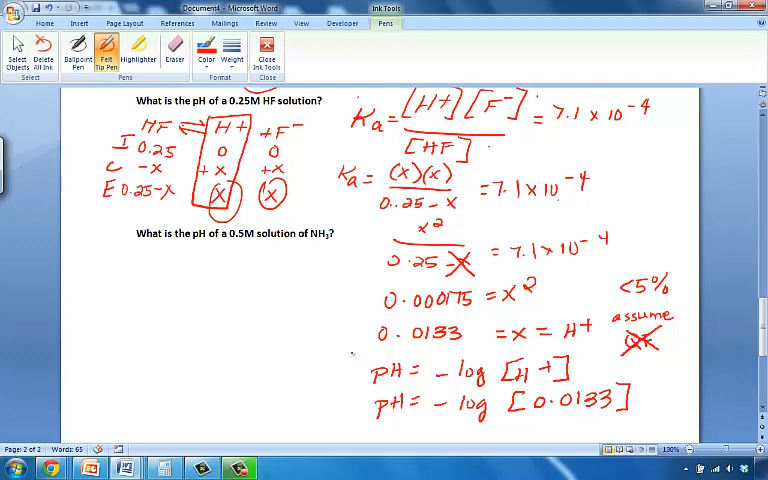 Document4 - Microsoft Word
Ink Tools
Home Insert Page Layout References Mailings Review View Developer Pens
Select Objects
Delete All Ink
Ballpoint Pen
Felt Tip Pen
Highlighter
Eraser
Color
Weight
Close Ink Tools
Select Pens Format Close
What is the pH of a 0.25M HF solution?
HF ⇌ H+ + F-
I 0.25 0 0
C -x +x +x
E 0.25-x x x
Ka = [H+][F-] / [HF] = 7.1 x 10-4
Ka = (x)(x) / 0.25 - x = 7.1 x 10-4
What is the pH of a 0.5M solution of NH3?
x2 / 0.25 - x = 7.1 x 10-4
0.000175 = x2
<5%
0.0133 = x = H+
assume
pH = - log [H+]
pH = - log [0.0133]
Page: 2 of 2 Words: 65
130%